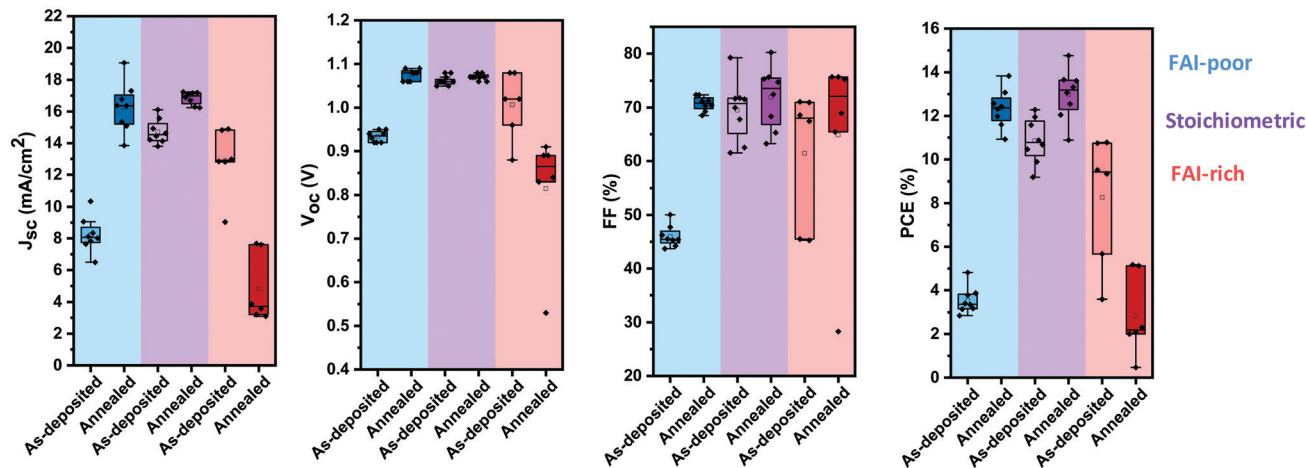 Jsc (mA/cm2)
20
18
16
14
12
10
8
6
4
2
0
As-deposited
Annealed
As-deposited
Annealed
As-deposited
Annealed
Voc (V)
1.2
1.1
1.0
0.9
0.8
0.7
0.6
0.5
0.4
As-deposited
Annealed
As-deposited
Annealed
As-deposited
Annealed
FF (%)
80
70
60
50
40
30
20
As-deposited
Annealed
As-deposited
Annealed
As-deposited
Annealed
PCE (%)
16
14
12
10
8
6
4
2
0
As-deposited
Annealed
As-deposited
Annealed
As-deposited
Annealed
FAI-poor
Stoichiometric
FAI-rich